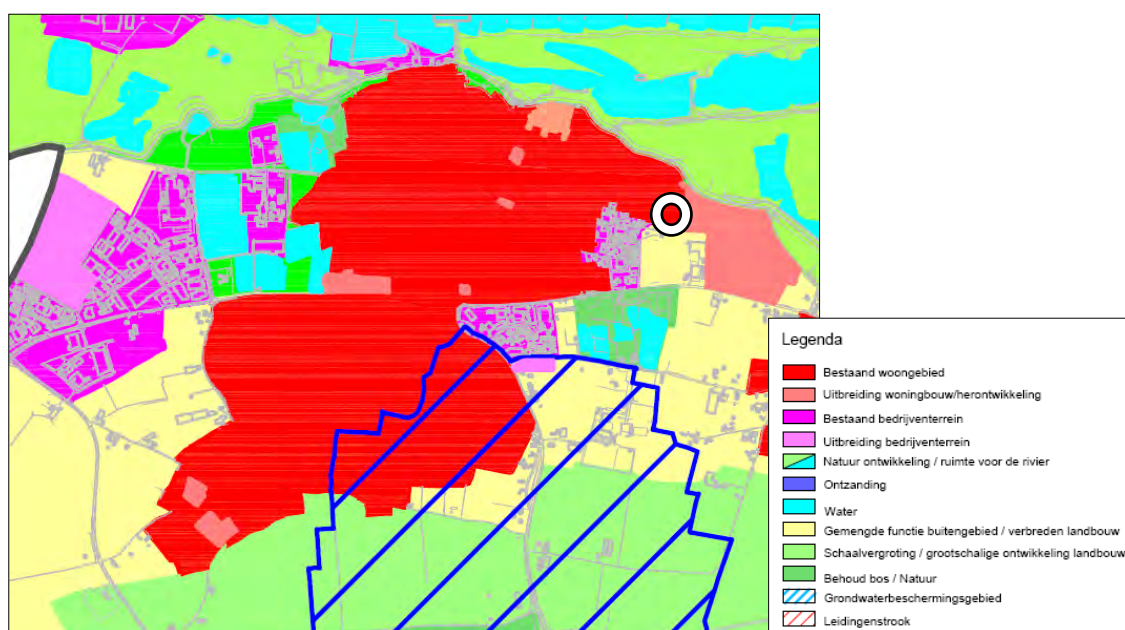 Legenda
Bestaand woongebied
Uitbreiding woningbouw/herontwikkeling
Bestaand bedrijventerrein
Uitbreiding bedrijventerrein
Natuur ontwikkeling / ruimte voor de rivier
Ontzanding
Water
Gemengde functie buitengebied / verbreden landbouw
Schaalvergroting / grootschalige ontwikkeling landbouw
Behoud bos / Natuur
Grondwaterbeschermingsgebied
Leidingenstrook